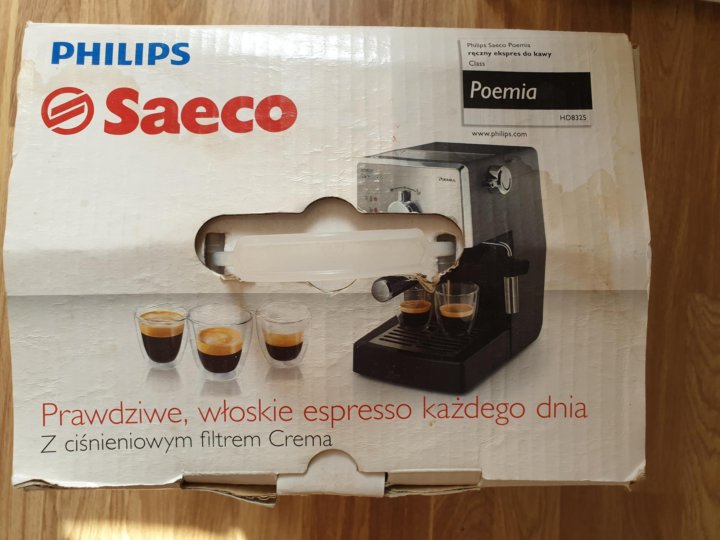 PHILIPS
Saeco
Philips Saeco Poemia
ręczny ekspres do kawy
Class
Poemia
HD8325
www.philips.com
POEMIA
Prawdziwe, włoskie espresso każdego dnia
Z ciśnieniowym filtrem Crema